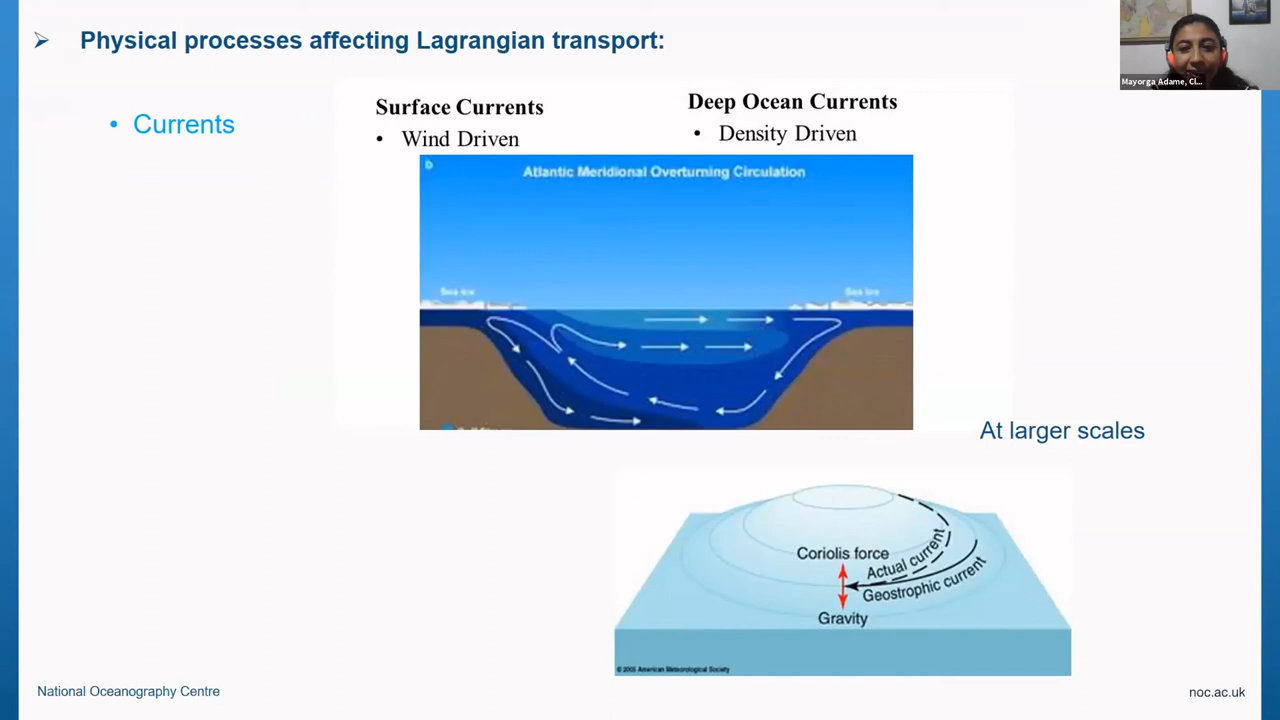 Physical processes affecting Lagrangian transport:
Mayorga Adame, Cl...
• Currents
Surface Currents
• Wind Driven
Deep Ocean Currents
• Density Driven
b
Atlantic Meridional Overturning Circulation
Sea ice
Sea ice
At larger scales
Coriolis force
Actual current
Geostrophic current
Gravity
© 2005 American Meteorological Society
National Oceanography Centre
noc.ac.uk